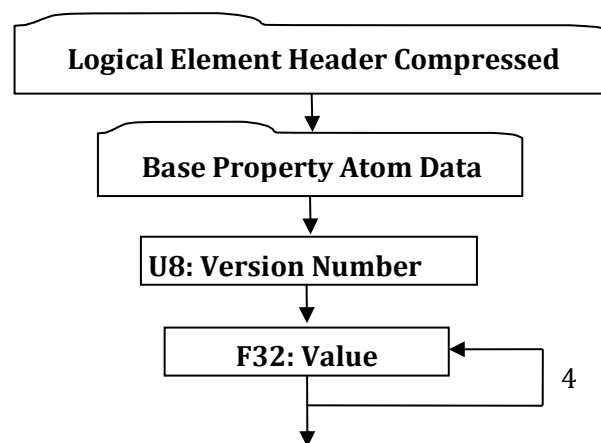 Logical Element Header Compressed
Base Property Atom Data
U8: Version Number
F32: Value
4